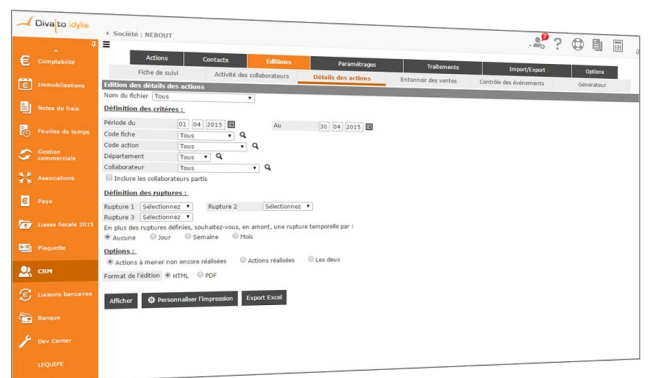 Divalto idylis
Société : NEBOUT
Comptabilité
Immobilisations
Notes de frais
Feuilles de temps
Gestion
commerciale
Associations
Paye
Liasse fiscale 2015
Plaquette
CRM
Liaisons bancaires
Banque
Dev Center
LEQUEPE
Actions Contacts Editions Paramétrages Traitements Import/Export Options
Fiche de suivi Activité des collaborateurs Détails des actions Entonnoir des ventes Contrôle des évènements Générateur
Edition des détails des actions
Nom du fichier Tous
Définition des critères :
Période du 01 04 2015 Au 30 04 2015
Code fiche Tous
Code action Tous
Département Tous
Collaborateur Tous
Inclure les collaborateurs partis
Définition des ruptures :
Rupture 1 Sélectionnez Rupture 2 Sélectionnez
Rupture 3 Sélectionnez
En plus des ruptures définies, souhaitez-vous, en amont, une rupture temporelle par :
Aucune Jour Semaine Mois
Options :
Actions à mener non encore réalisées Actions réalisées Les deux
Format de l'édition HTML PDF
Afficher Personnaliser l'impression Export Excel